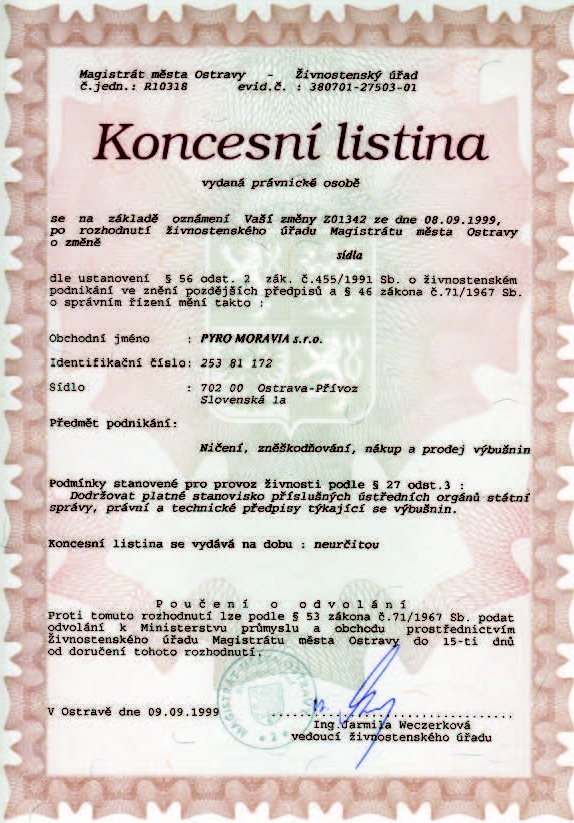 Magistrát města Ostravy - Živnostenský úřad
č.jedn.: R10318 evid.č. : 380701-27503-01
Koncesní listina
vydaná právnické osobě
se na základě oznámení Vaší změny Z01342 ze dne 08.09.1999,
po rozhodnutí živnostenského úřadu Magistrátu města Ostravy
o změně
sídla
dle ustanovení § 56 odst. 2 zák. č.455/1991 Sb. o živnostenském
podnikání ve znění pozdějších předpisů a § 46 zákona č.71/1967 Sb.
o správním řízení mění takto :
Obchodní jméno : PYRO MORAVIA s.r.o.
Identifikační číslo: 253 81 172
Sídlo : 702 00 Ostrava-Přívoz
Slovenská 1a
Předmět podnikání:
Ničení, zněškodňování, nákup a prodej výbušnin
Podmínky stanovené pro provoz živnosti podle § 27 odst.3 :
Dodržovat platné stanovisko příslušných ústředních orgánů státní
správy, právní a technické předpisy týkající se výbušnin.
Koncesní listina se vydává na dobu : neurčitou
Poučení o odvolání
Proti tomuto rozhodnutí lze podle § 53 zákona č.71/1967 Sb. podat
odvolání k Ministerstvu průmyslu a obchodu prostřednictvím
Živnostenského úřadu Magistrátu města Ostravy do 15-ti dnů
od doručení tohoto rozhodnutí.
MAGISTRÁT MĚSTA OSTRAVY
2
V Ostravě dne 09.09.1999
Ing.Jarmila Weczerková
vedoucí živnostenského úřadu